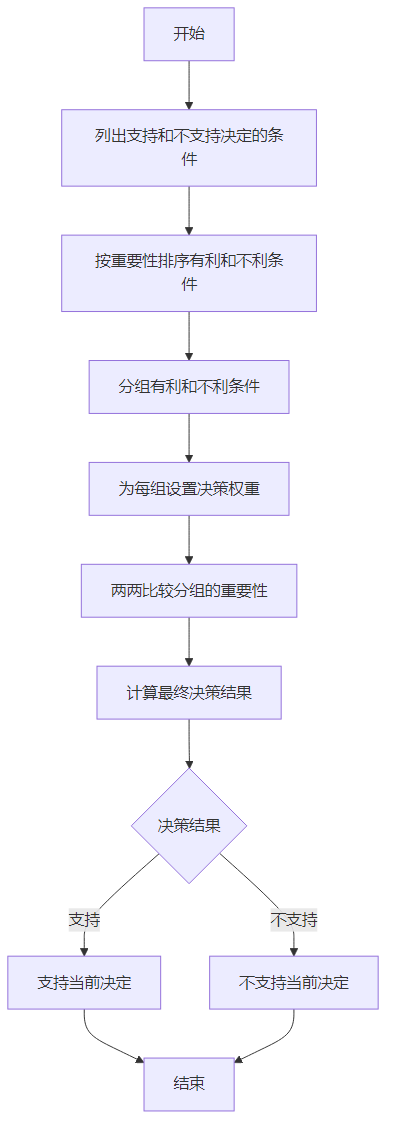 开始
列出支持和不支持决定的条
件
按重要性排序有利和不利条
件
分组有利和不利条件
为每组设置决策权重
两两比较分组的重要性
计算最终决策结果
决策结果
支持
不支持
支持当前决定
不支持当前决定
结束